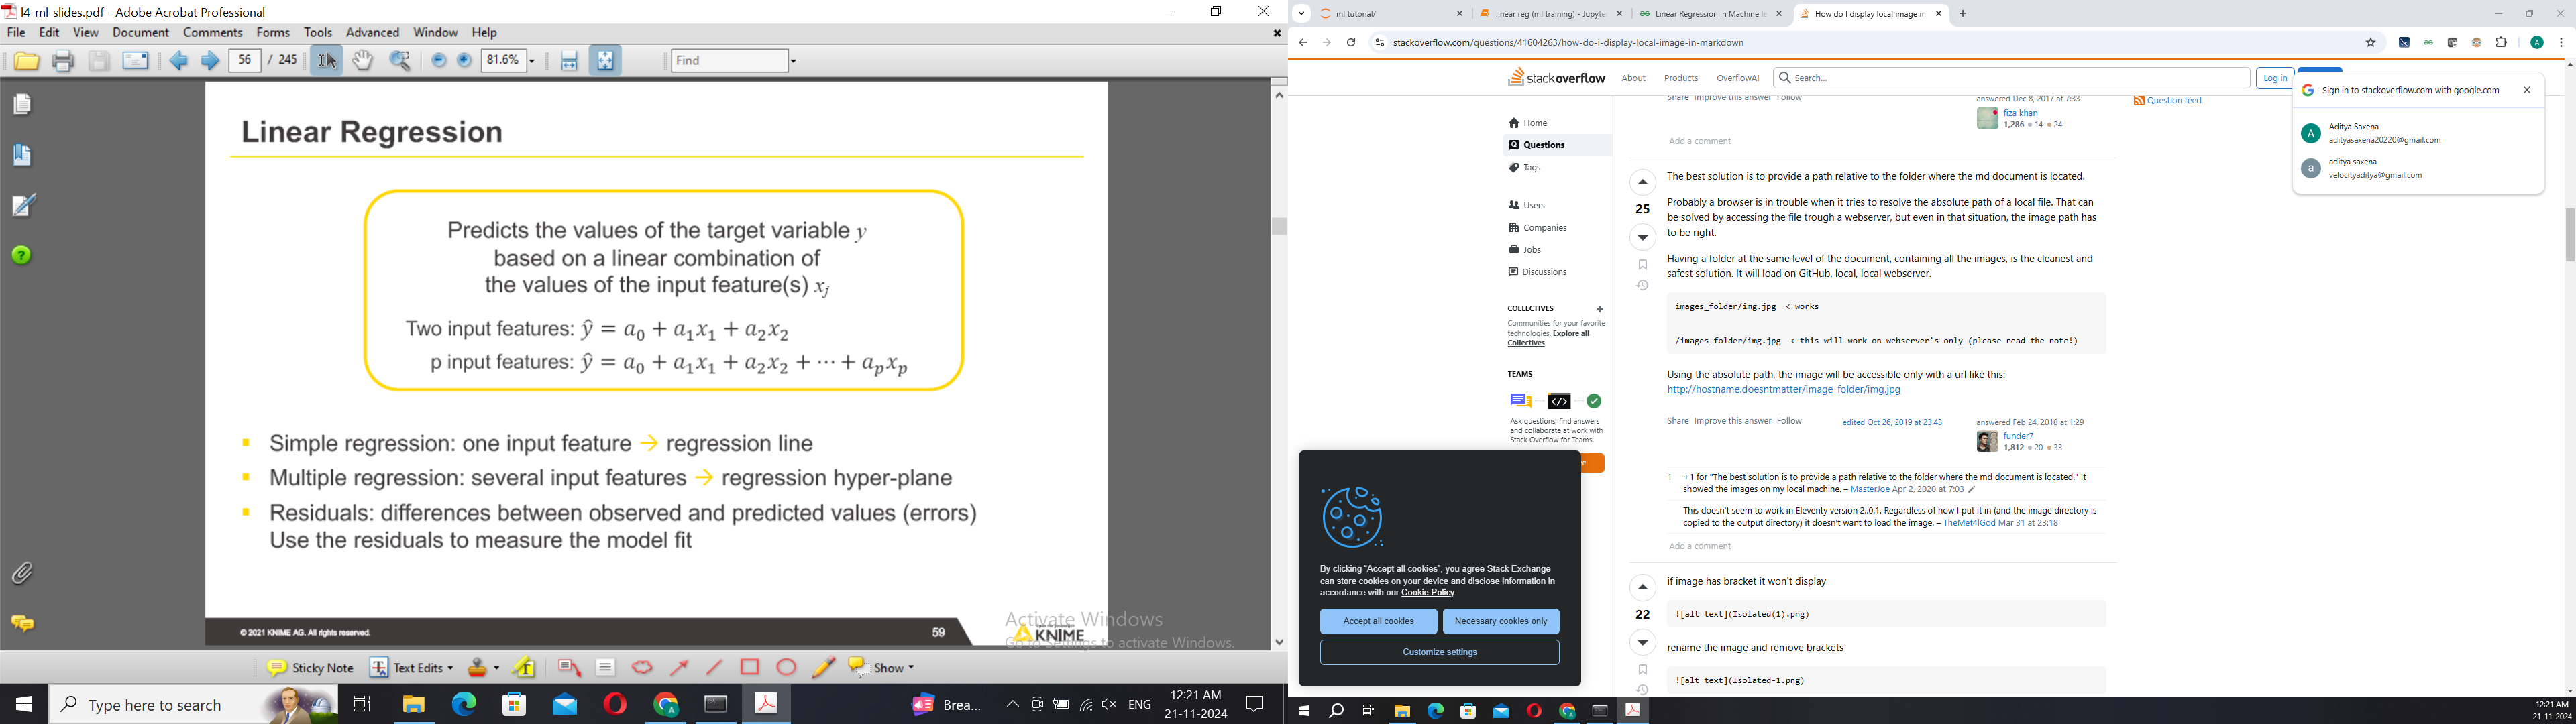 l4-ml-slides.pdf - Adobe Acrobat Professional
File Edit View Document Comments Forms Tools Advanced Window Help
56 / 245 81.6% Find
Linear Regression
Predicts the values of the target variable y
based on a linear combination of
the values of the input feature(s) xⱼ
Two input features: ŷ = a₀ + a₁x₁ + a₂x₂
p input features: ŷ = a₀ + a₁x₁ + a₂x₂ + ⋯ + aₚxₚ
Simple regression: one input feature → regression line
Multiple regression: several input features → regression hyper-plane
Residuals: differences between observed and predicted values (errors)
Use the residuals to measure the model fit
© 2021 KNIME AG. All rights reserved.
59
KNIME
Activate Windows
Go to Settings to activate Windows.
Sticky Note Text Edits Show
Type here to search
Brea...
ENG
12:21 AM
21-11-2024
ml tutorial/
linear reg (ml training) - Jupyte
Linear Regression in Machine le
How do I display local image in
stackoverflow.com/questions/41604263/how-do-i-display-local-image-in-markdown
stackoverflow About Products OverflowAI Search... Log in
Sign in to stackoverflow.com with google.com
Aditya Saxena
adityasaxena20220@gmail.com
aditya saxena
velocityaditya@gmail.com
Home
Questions
Tags
Users
Companies
Jobs
Discussions
COLLECTIVES
Communities for your favorite
technologies. Explore all
Collectives
TEAMS
Ask questions, find answers
and collaborate at work with
Stack Overflow for Teams.
By clicking "Accept all cookies", you agree Stack Exchange
can store cookies on your device and disclose information in
accordance with our Cookie Policy.
Accept all cookies
Necessary cookies only
Customize settings
Share Improve this answer Follow
answered Dec 8, 2017 at 7:33
fiza khan
1,286 14 24
Question feed
Add a comment
The best solution is to provide a path relative to the folder where the md document is located.
25
Probably a browser is in trouble when it tries to resolve the absolute path of a local file. That can
be solved by accessing the file trough a webserver, but even in that situation, the image path has
to be right.
Having a folder at the same level of the document, containing all the images, is the cleanest and
safest solution. It will load on GitHub, local, local webserver.
images_folder/img.jpg < works
/images_folder/img.jpg < this will work on webserver's only (please read the note!)
Using the absolute path, the image will be accessible only with a url like this:
http://hostname.doesntmatter/image_folder/img.jpg
Share Improve this answer Follow
edited Oct 26, 2019 at 23:43
answered Feb 24, 2018 at 1:29
funder7
1,812 20 33
1 +1 for "The best solution is to provide a path relative to the folder where the md document is located." It
showed the images on my local machine. – MasterJoe Apr 2, 2020 at 7:03
This doesn't seem to work in Eleventy version 2..0.1. Regardless of how I put it in (and the image directory is
copied to the output directory) it doesn't want to load the image. – TheMet4lGod Mar 31 at 23:18
Add a comment
if image has bracket it won't display
22
![alt text](Isolated(1).png)
rename the image and remove brackets
![alt text](Isolated-1.png)
12:21 AM
21-11-2024